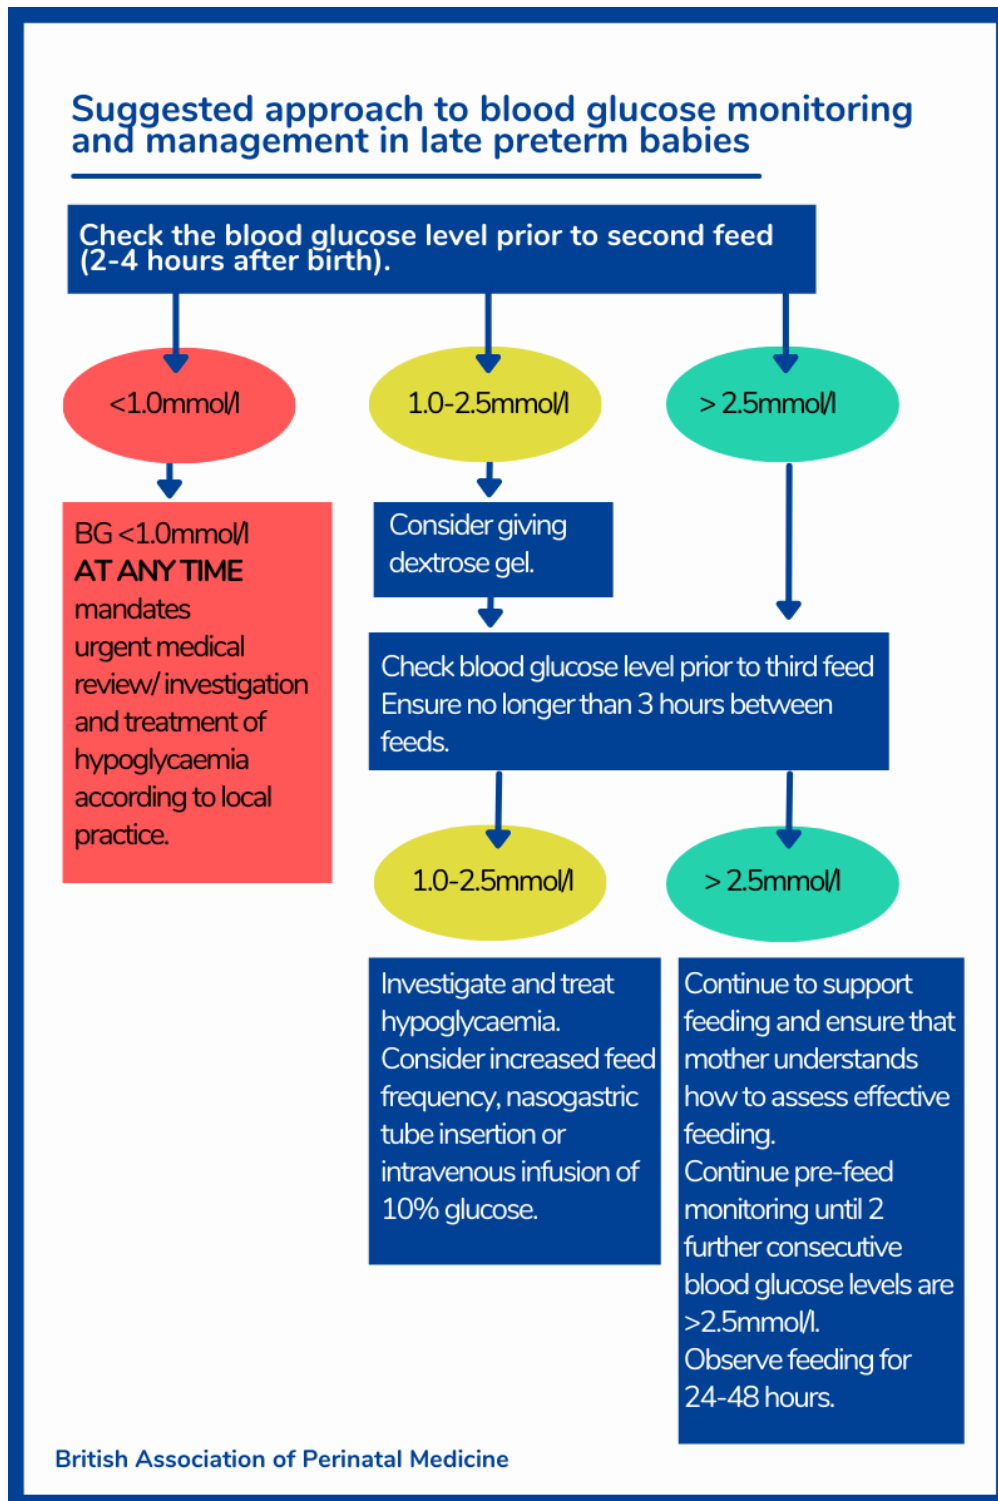 Suggested approach to blood glucose monitoring
and management in late preterm babies
Check the blood glucose level prior to second feed
(2-4 hours after birth).
<1.0mmol/l
1.0-2.5mmol/l
> 2.5mmol/l
BG <1.0mmol/l
AT ANY TIME
mandates
urgent medical
review/ investigation
and treatment of
hypoglycaemia
according to local
practice.
Consider giving
dextrose gel.
Check blood glucose level prior to third feed
Ensure no longer than 3 hours between
feeds.
1.0-2.5mmol/l
> 2.5mmol/l
Investigate and treat
hypoglycaemia.
Consider increased feed
frequency, nasogastric
tube insertion or
intravenous infusion of
10% glucose.
Continue to support
feeding and ensure that
mother understands
how to assess effective
feeding.
Continue pre-feed
monitoring until 2
further consecutive
blood glucose levels are
>2.5mmol/l.
Observe feeding for
24-48 hours.
British Association of Perinatal Medicine